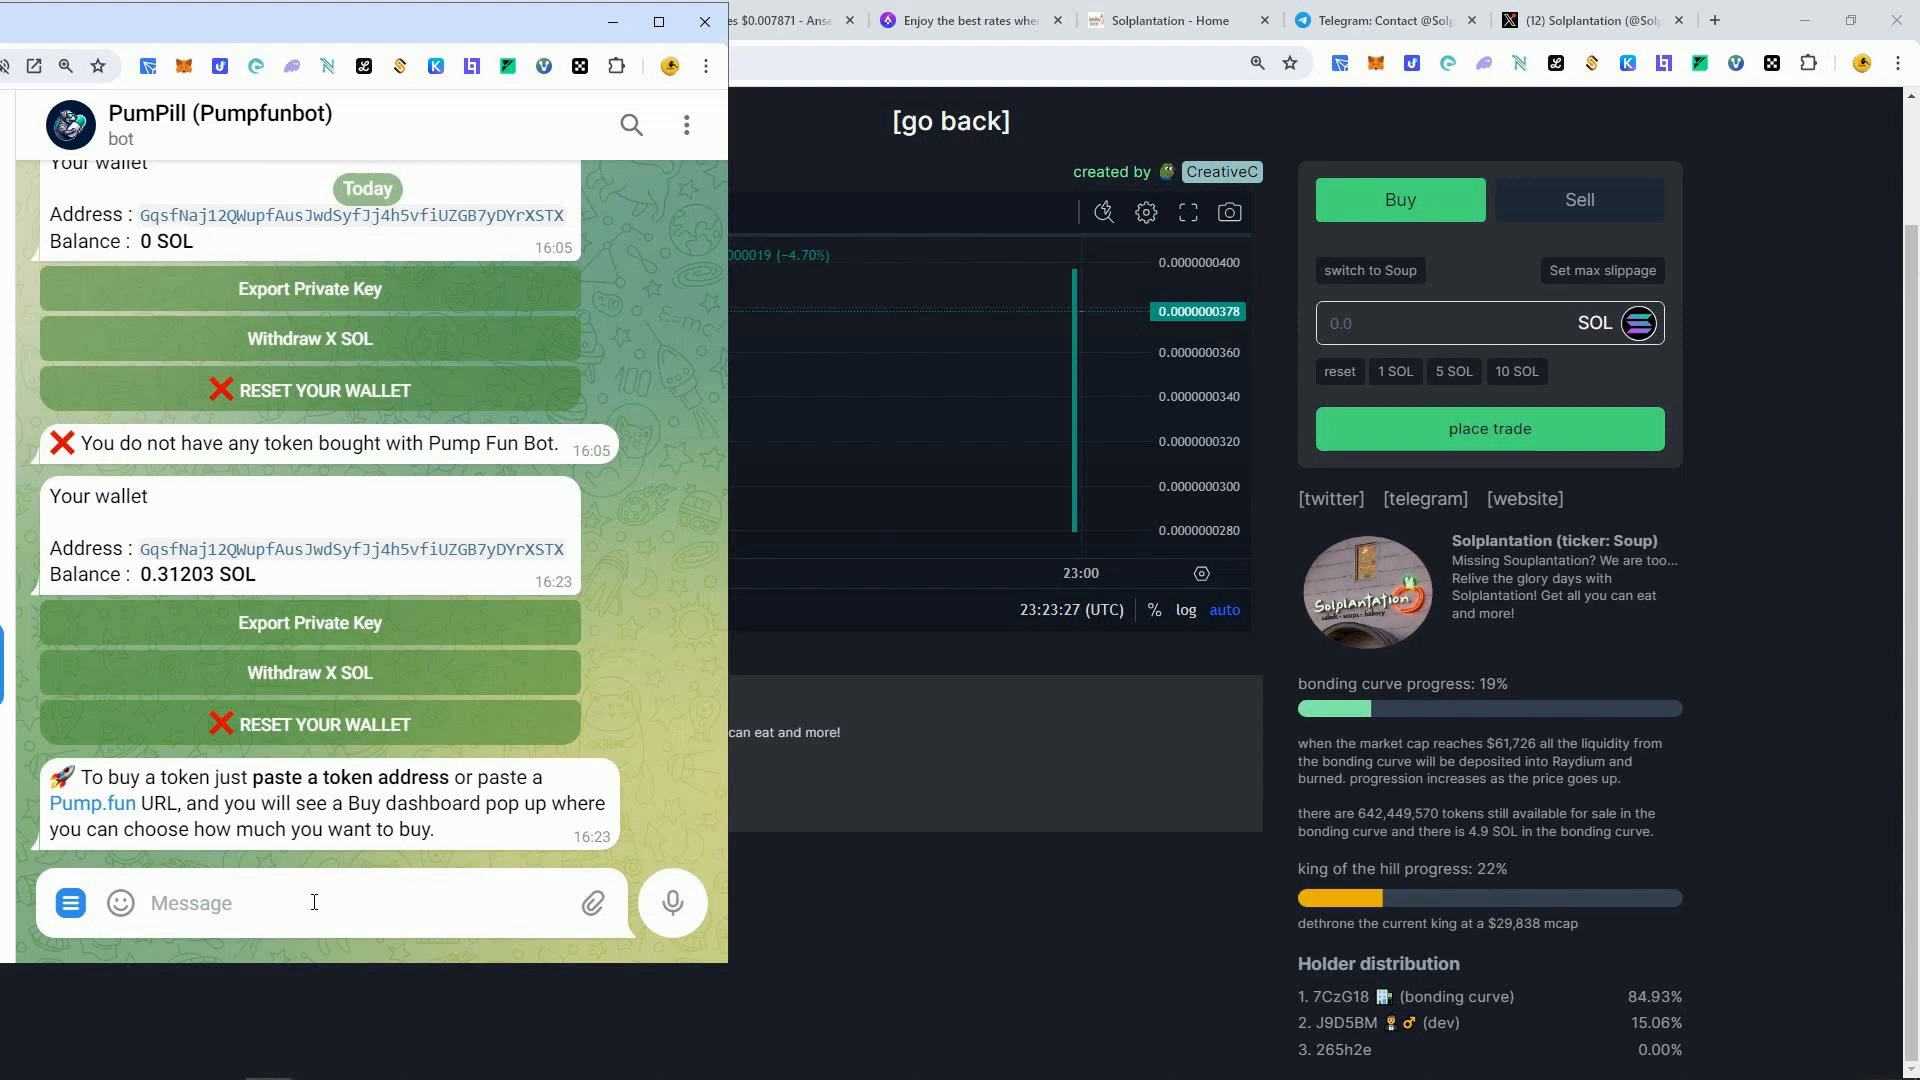 es $0.007871 - Anse
Enjoy the best rates whe
Solplantation - Home
Telegram: Contact @Solp
(12) Solplantation (@Solp
PumPill (Pumpfunbot)
bot
Your wallet
Today
Address : GqsfNaj12QWupfAusJwdSyfJj4h5vfiUZGB7yDYrXSTX
Balance : 0 SOL
16:05
Export Private Key
Withdraw X SOL
❌ RESET YOUR WALLET
❌ You do not have any token bought with Pump Fun Bot. 16:05
Your wallet
Address : GqsfNaj12QWupfAusJwdSyfJj4h5vfiUZGB7yDYrXSTX
Balance : 0.31203 SOL
16:23
Export Private Key
Withdraw X SOL
❌ RESET YOUR WALLET
🚀 To buy a token just paste a token address or paste a
Pump.fun URL, and you will see a Buy dashboard pop up where
you can choose how much you want to buy.
16:23
Message
[go back]
created by CreativeC
000019 (−4.70%)
0.0000000400
0.0000000378
0.0000000360
0.0000000340
0.0000000320
0.0000000300
0.0000000280
23:00
23:23:27 (UTC) % log auto
can eat and more!
Buy
Sell
switch to Soup
Set max slippage
0.0
SOL
reset
1 SOL
5 SOL
10 SOL
place trade
[twitter] [telegram] [website]
Solplantation
salads • soups • bakery
Solplantation (ticker: Soup)
Missing Souplantation? We are too...
Relive the glory days with
Solplantation! Get all you can eat
and more!
bonding curve progress: 19%
when the market cap reaches $61,726 all the liquidity from
the bonding curve will be deposited into Raydium and
burned. progression increases as the price goes up.
there are 642,449,570 tokens still available for sale in the
bonding curve and there is 4.9 SOL in the bonding curve.
king of the hill progress: 22%
dethrone the current king at a $29,838 mcap
Holder distribution
1. 7CzG18 🏦 (bonding curve) 84.93%
2. J9D5BM 🤵‍♂️ (dev) 15.06%
3. 265h2e 0.00%